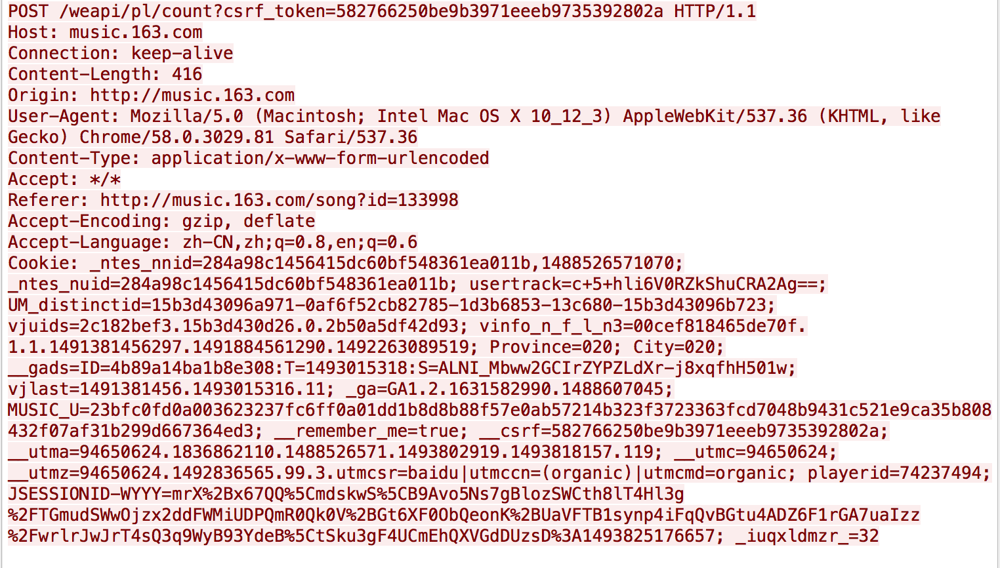 POST /weapi/pl/count?csrf_token=582766250be9b3971eeeb9735392802a HTTP/1.1
Host: music.163.com
Connection: keep-alive
Content-Length: 416
Origin: http://music.163.com
User-Agent: Mozilla/5.0 (Macintosh; Intel Mac OS X 10_12_3) AppleWebKit/537.36 (KHTML, like
Gecko) Chrome/58.0.3029.81 Safari/537.36
Content-Type: application/x-www-form-urlencoded
Accept: */*
Referer: http://music.163.com/song?id=133998
Accept-Encoding: gzip, deflate
Accept-Language: zh-CN,zh;q=0.8,en;q=0.6
Cookie: _ntes_nnid=284a98c1456415dc60bf548361ea011b,1488526571070;
_ntes_nuid=284a98c1456415dc60bf548361ea011b; usertrack=c+5+hli6V0RZkShuCRA2Ag==;
UM_distinctid=15b3d43096a971-0af6f52cb82785-1d3b6853-13c680-15b3d43096b723;
vjuids=2c182bef3.15b3d430d26.0.2b50a5df42d93; vinfo_n_f_l_n3=00cef818465de70f.
1.1.1491381456297.1491884561290.1492263089519; Province=020; City=020;
__gads=ID=4b89a14ba1b8e308:T=1493015318:S=ALNI_Mbww2GCIrZYPZLdXr-j8xqfhH501w;
vjlast=1491381456.1493015316.11; _ga=GA1.2.1631582990.1488607045;
MUSIC_U=23bfc0fd0a003623237fc6ff0a01dd1b8d8b88f57e0ab57214b323f3723363fcd7048b9431c521e9ca35b808
432f07af31b299d667364ed3; __remember_me=true; __csrf=582766250be9b3971eeeb9735392802a;
__utma=94650624.1836862110.1488526571.1493802919.1493818157.119; __utmc=94650624;
__utmz=94650624.1492836565.99.3.utmcsr=baidu|utmccn=(organic)|utmcmd=organic; playerid=74237494;
JSESSIONID-WYYY=mrX%2Bx67QQ%5CmdskwS%5CB9Avo5Ns7gBlozSWCth8lT4Hl3g
%2FTGmudSWwOjzx2ddFWMiUDPQmR0Qk0V%2BGt6XF0ObQeonK%2BUaVFTB1synp4iFqQvBGtu4ADZ6F1rGA7uaIzz
%2FwrlrJwJrT4sQ3q9WyB93YdeB%5CtSku3gF4UCmEhQXVGdDUzsD%3A1493825176657; _iuqxldmzr_=32